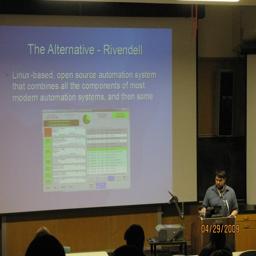 The Alternative - Rivendell
Linux-based, open source automation system
that combines all the components of most
modern automation systems, and then some
04/29/2009